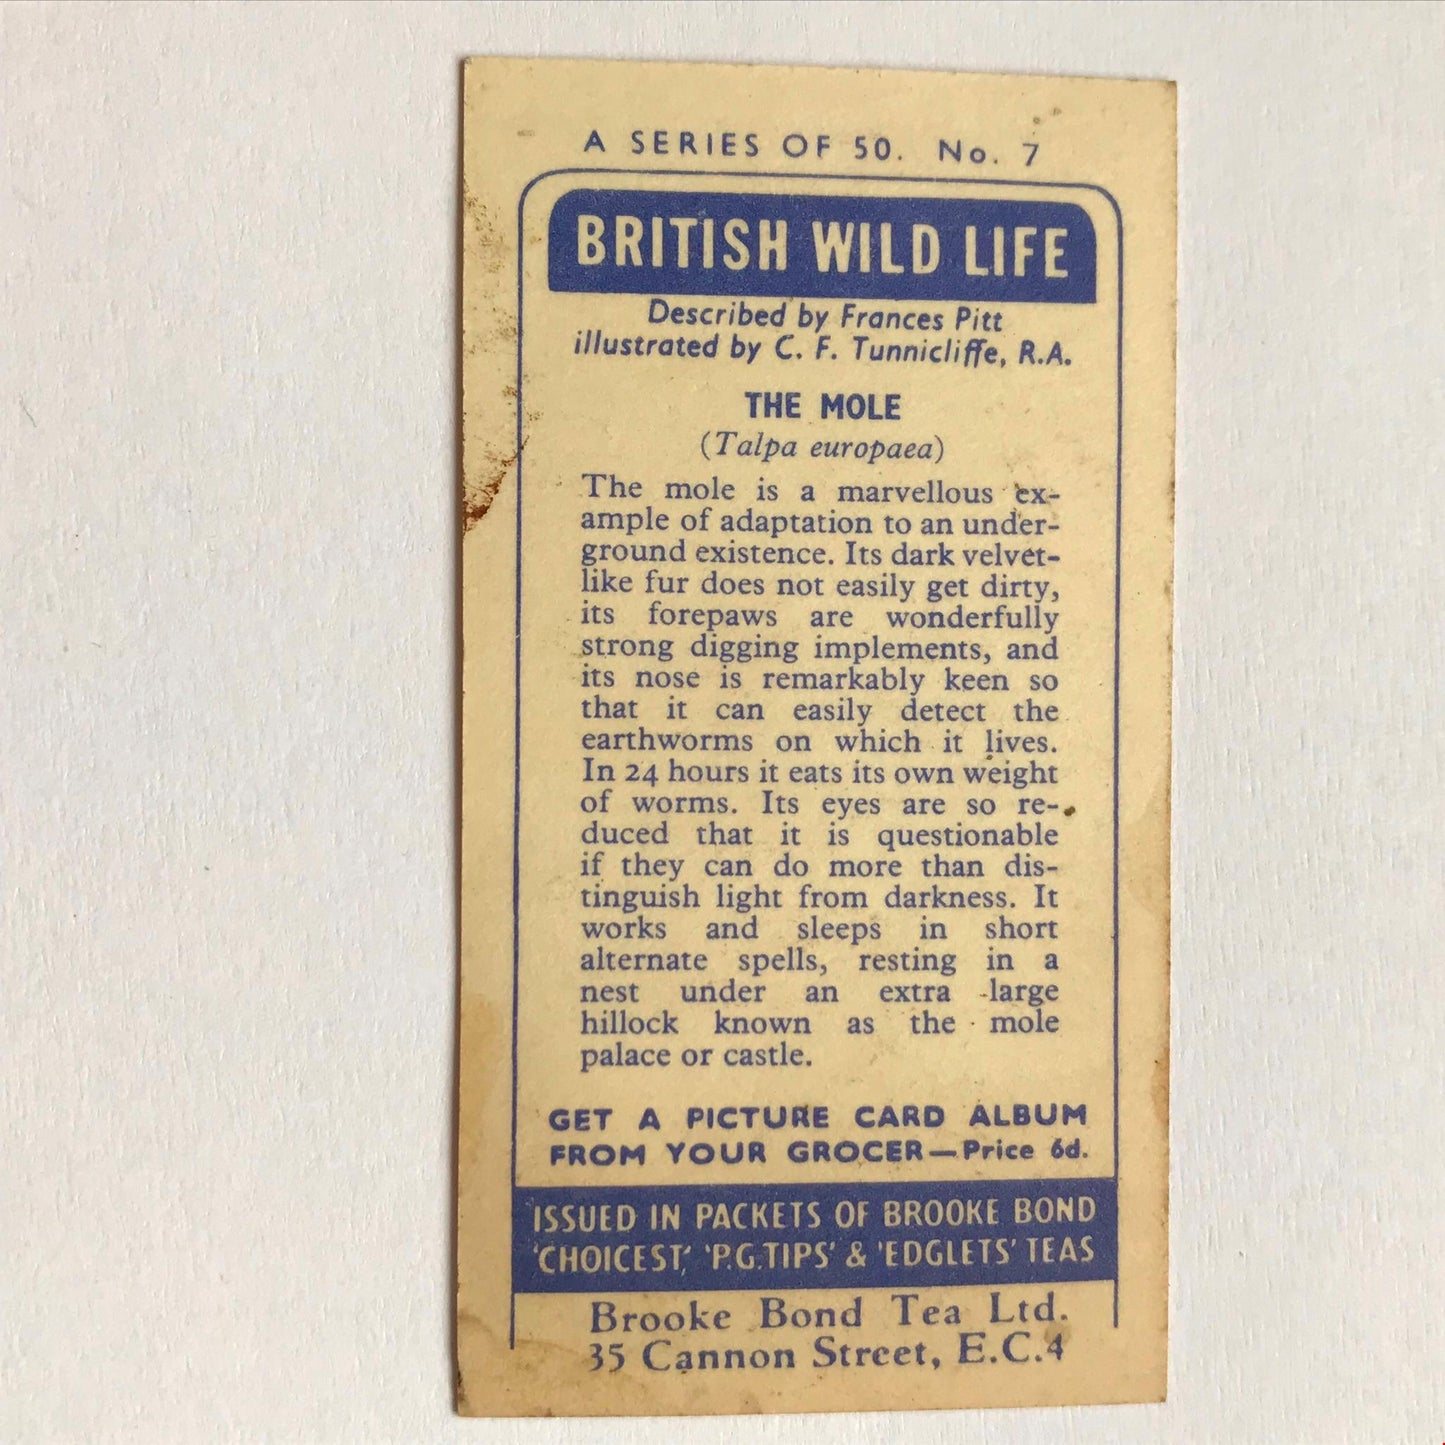 A SERIES OF 50. No. 7
BRITISH WILD LIFE
Described by Frances Pitt
illustrated by C. F. Tunnicliffe, R.A.
THE MOLE
(Talpa europaea)
The mole is a marvellous ex-
ample of adaptation to an under-
ground existence. Its dark velvet-
like fur does not easily get dirty,
its forepaws are wonderfully
strong digging implements, and
its nose is remarkably keen so
that it can easily detect the
earthworms on which it lives.
In 24 hours it eats its own weight
of worms. Its eyes are so re-
duced that it is questionable
if they can do more than dis-
tinguish light from darkness. It
works and sleeps in short
alternate spells, resting in a
nest under an extra large
hillock known as the mole
palace or castle.
GET A PICTURE CARD ALBUM
FROM YOUR GROCER—Price 6d.
ISSUED IN PACKETS OF BROOKE BOND
'CHOICEST', 'P.G.TIPS' & 'EDGLETS' TEAS
Brooke Bond Tea Ltd.
35 Cannon Street, E.C.4